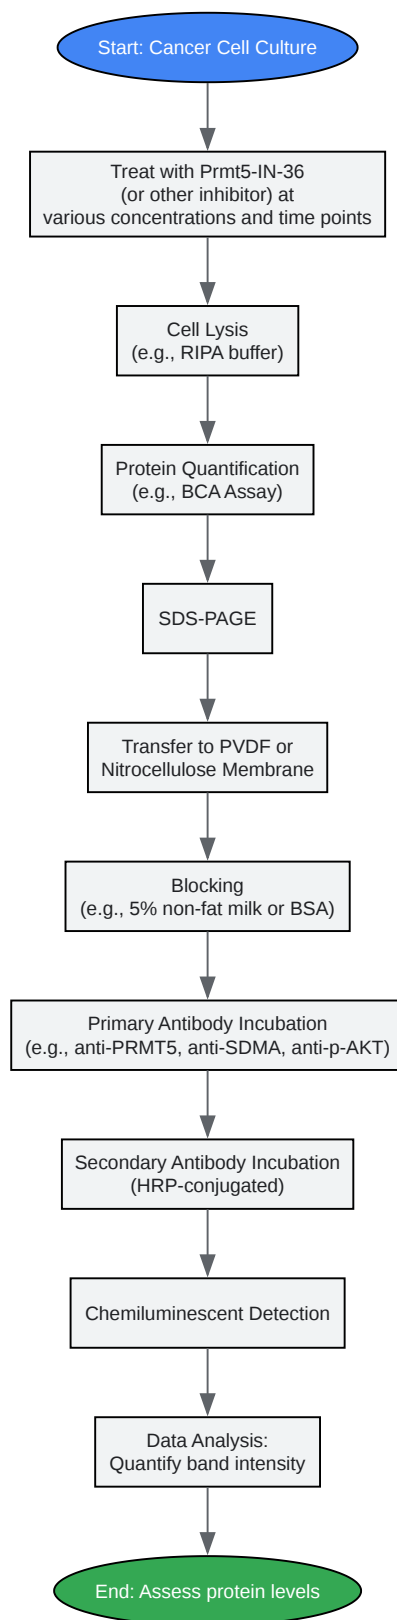 Start: Cancer Cell Culture
Treat with Prmt5-IN-36
(or other inhibitor) at
various concentrations and time points
Cell Lysis
(e.g., RIPA buffer)
Protein Quantification
(e.g., BCA Assay)
SDS-PAGE
Transfer to PVDF or
Nitrocellulose Membrane
Blocking
(e.g., 5% non-fat milk or BSA)
Primary Antibody Incubation
(e.g., anti-PRMT5, anti-SDMA, anti-p-AKT)
Secondary Antibody Incubation
(HRP-conjugated)
Chemiluminescent Detection
Data Analysis:
Quantify band intensity
End: Assess protein levels